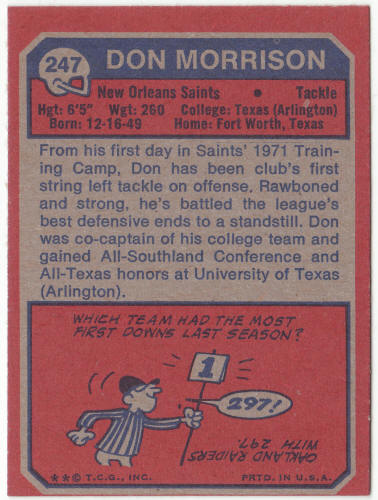 247 DON MORRISON
New Orleans Saints • Tackle
Hgt: 6'5" Wgt: 260 College: Texas (Arlington)
Born: 12-16-49 Home: Fort Worth, Texas
From his first day in Saints' 1971 Train-
ing Camp, Don has been club's first
string left tackle on offense. Rawboned
and strong, he's battled the league's
best defensive ends to a standstill. Don
was co-captain of his college team and
gained All-Southland Conference and
All-Texas honors at University of Texas
(Arlington).
WHICH TEAM HAD THE MOST
FIRST DOWNS LAST SEASON?
1
297!
OAKLAND RAIDERS
WITH 297.
**© T.C.G., INC. PRTD. IN U.S.A.